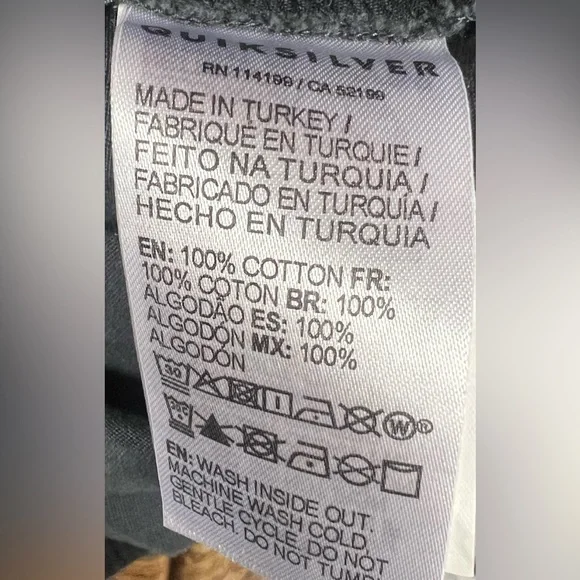 QUIKSILVER
RN 114199 / CA 52199
MADE IN TURKEY /
FABRIQUÉ EN TURQUIE /
FEITO NA TURQUIA /
FABRICADO EN TURQUÍA /
HECHO EN TURQUIA
EN: 100% COTTON FR:
100% COTON BR: 100%
ALGODÃO ES: 100%
ALGODÓN MX: 100%
ALGODÓN
30 W®
EN: WASH INSIDE OUT.
MACHINE WASH COLD.
GENTLE CYCLE. DO NOT
BLEACH. DO NOT TUMBLE